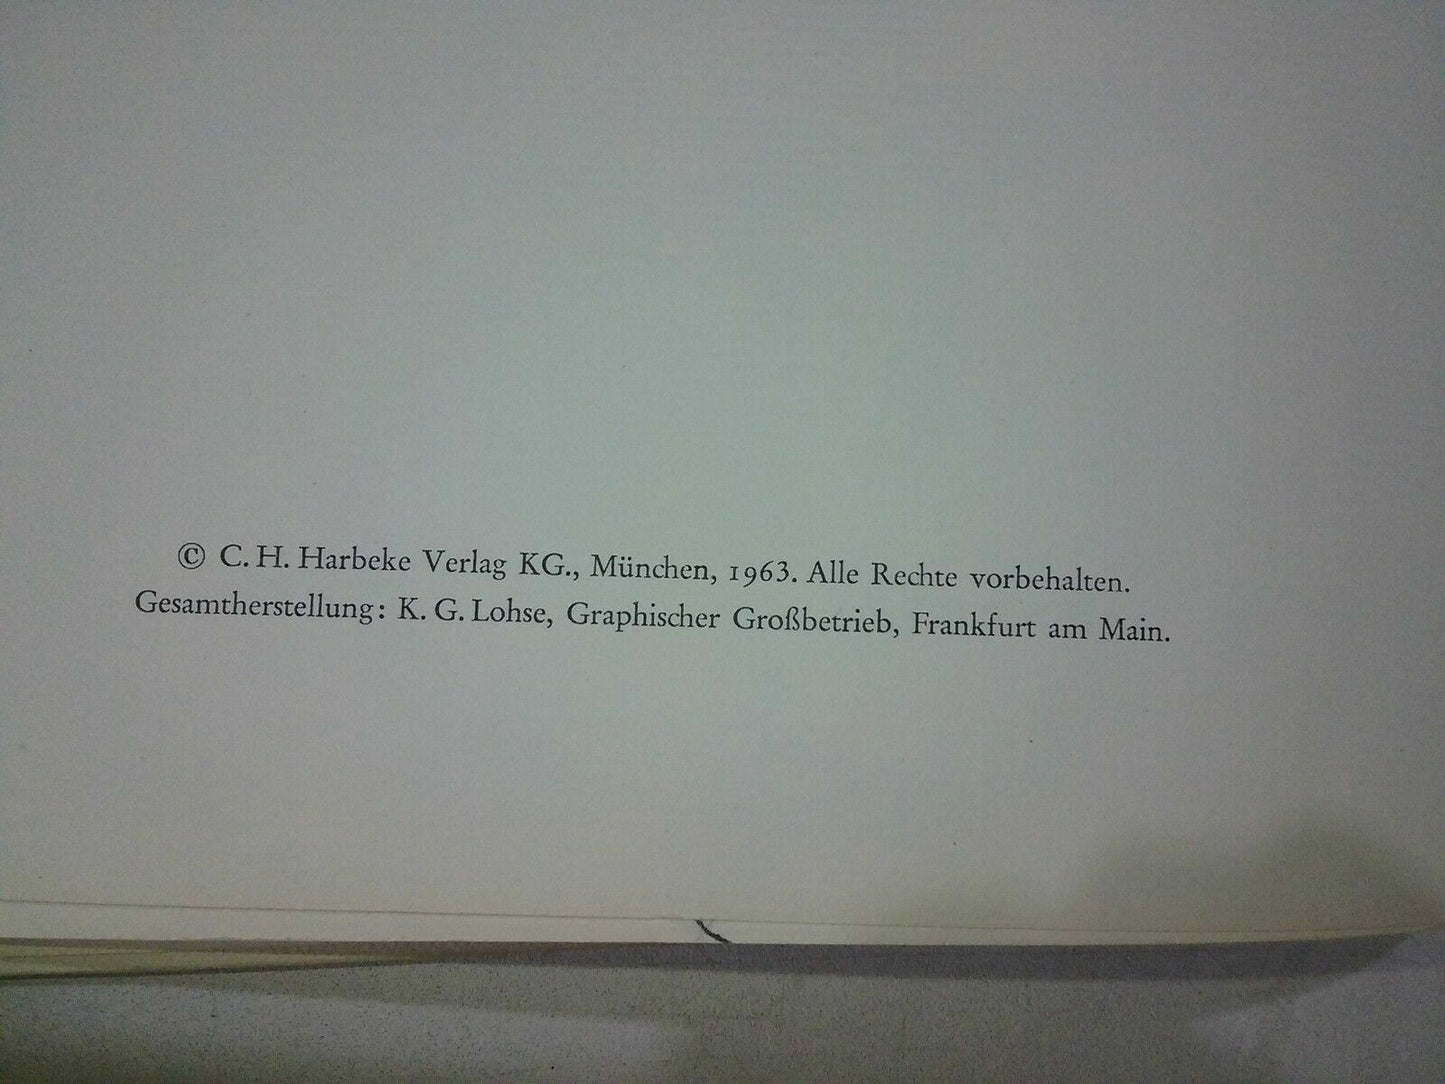 © C. H. Harbeke Verlag KG., München, 1963. Alle Rechte vorbehalten.
Gesamtherstellung: K. G. Lohse, Graphischer Großbetrieb, Frankfurt am Main.